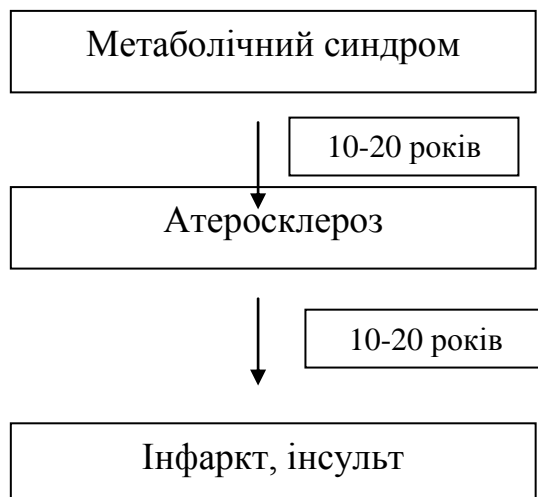 Метаболічний синдром
10-20 років
Атеросклероз
10-20 років
Інфаркт, інсульт